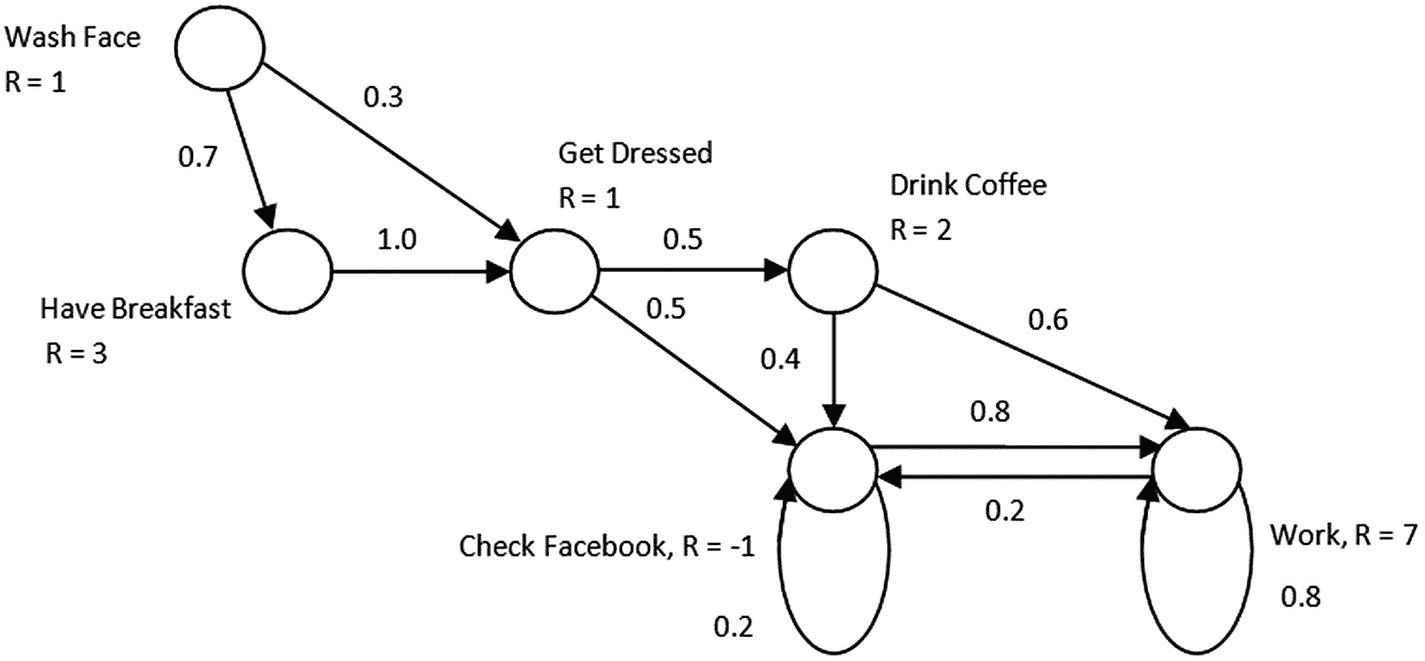 Wash Face
R = 1
0.3
0.7
Get Dressed
R = 1
Drink Coffee
R = 2
1.0
0.5
Have Breakfast
R = 3
0.5
0.6
0.4
0.8
0.2
Check Facebook, R = -1
Work, R = 7
0.8
0.2